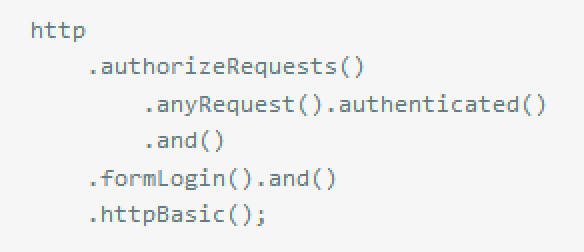 http
.authorizeRequests()
.anyRequest().authenticated()
.and()
.formLogin().and()
.httpBasic();